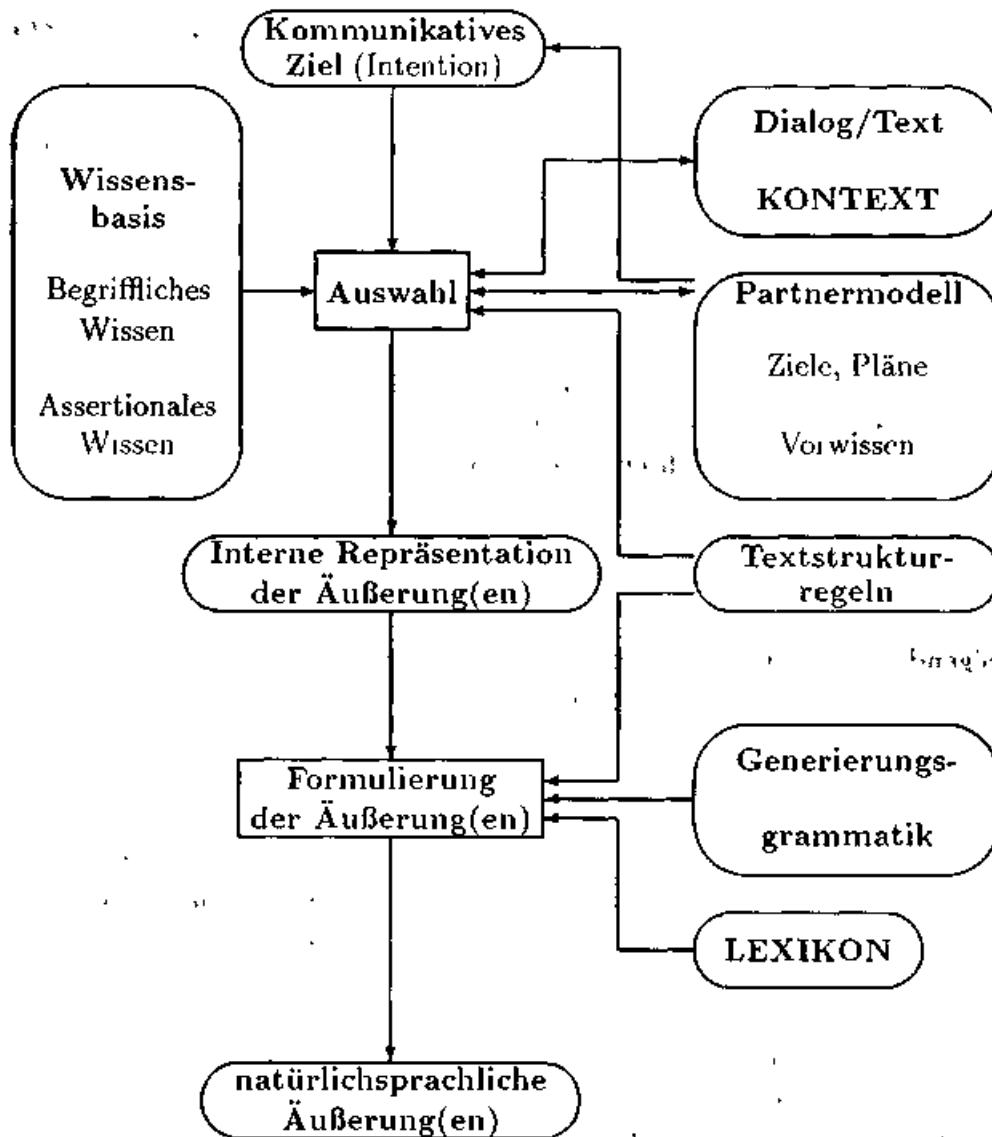 Kommunikatives
Ziel (Intention)
Dialog/Text
KONTEXT
Wissens-
basis
Begriffliches
Wissen
Assertionales
Wissen
Auswahl
Partnermodell
Ziele, Pläne
Vorwissen
Interne Repräsentation
der Äußerung(en)
Textstruktur-
regeln
Formulierung
der Äußerung(en)
Generierungs-
grammatik
LEXIKON
natürlichsprachliche
Äußerung(en)